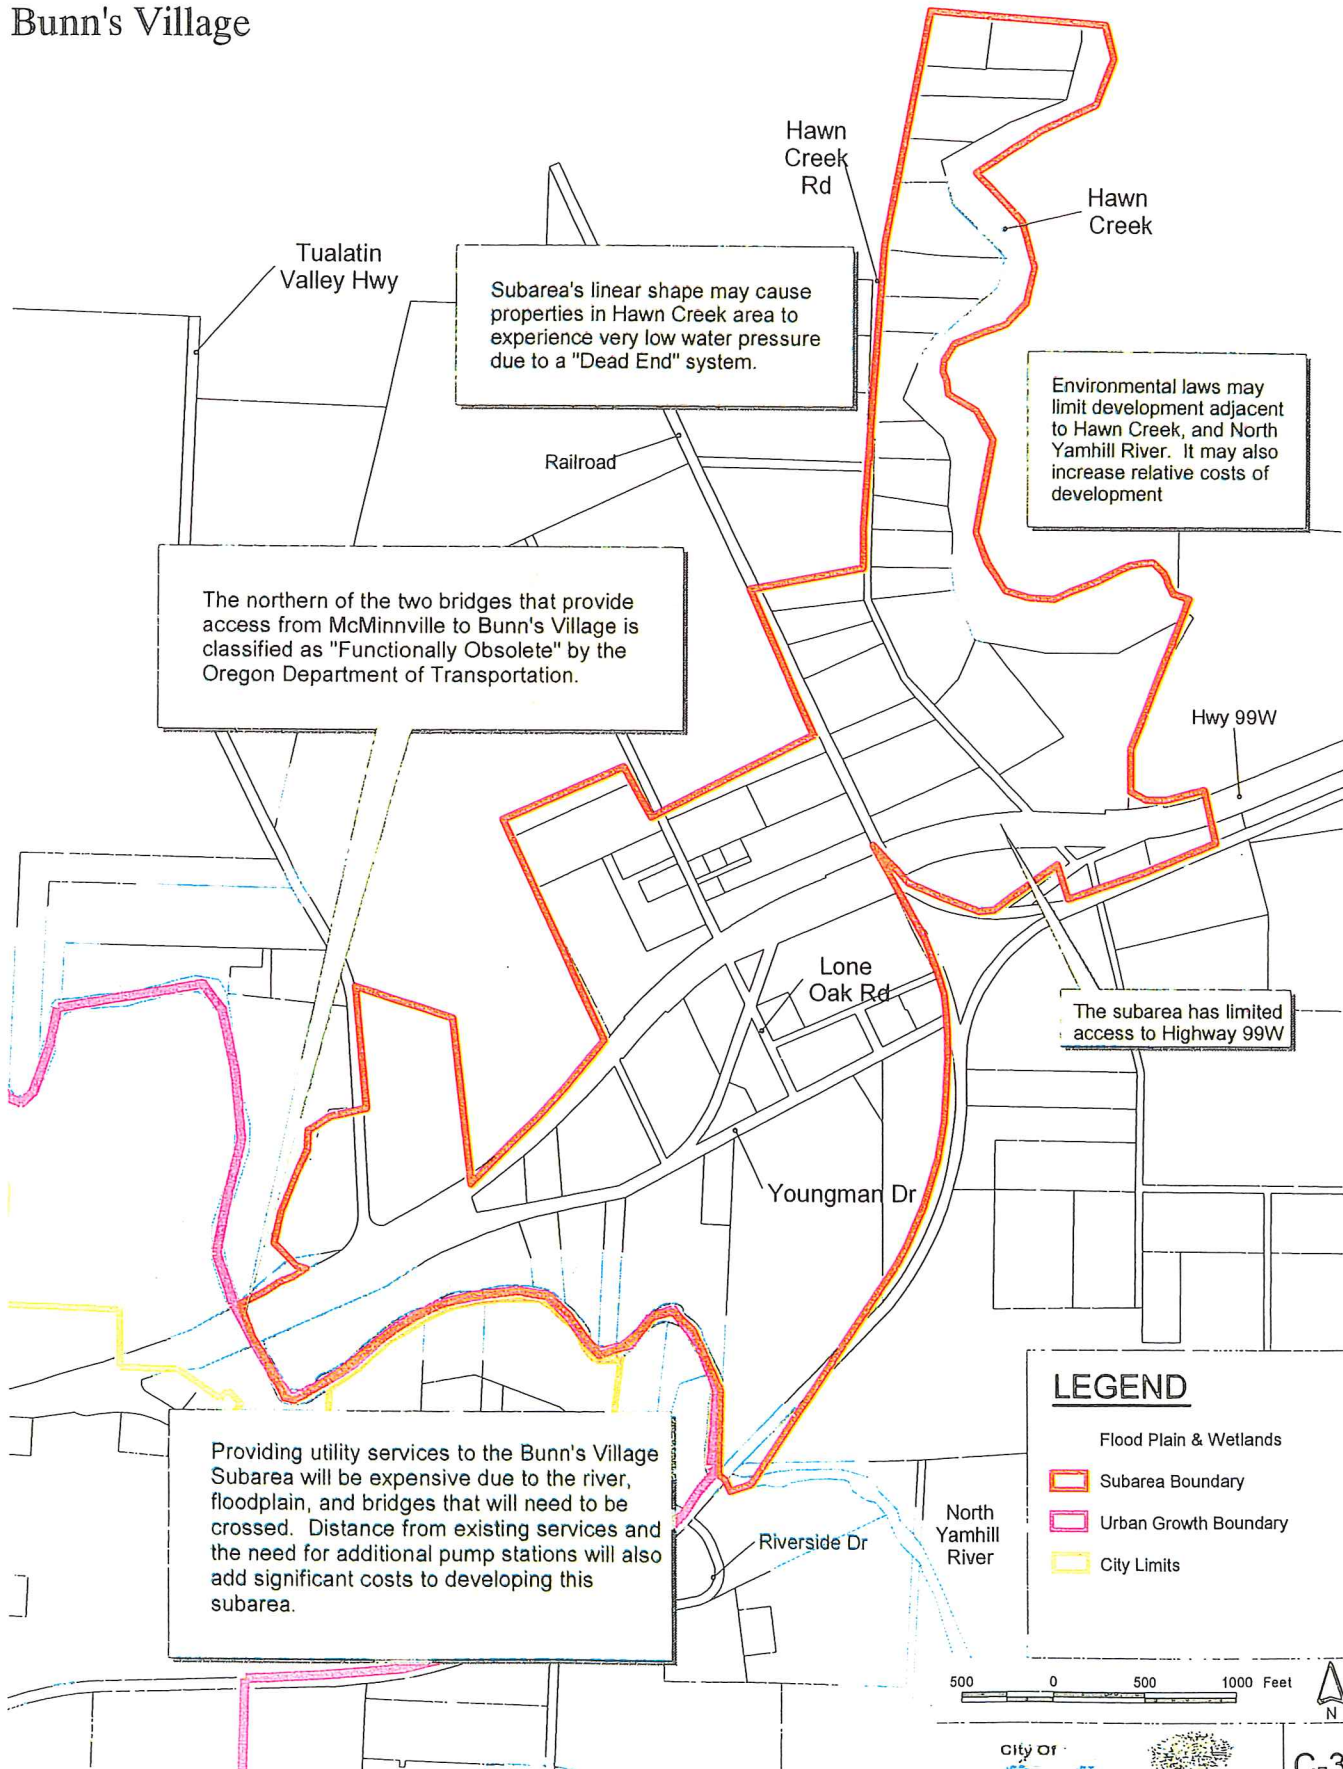 Bunn's Village
Hawn
Creek
Rd
Hawn
Creek
Tualatin
Valley Hwy
Subarea's linear shape may cause
properties in Hawn Creek area to
experience very low water pressure
due to a "Dead End" system.
Environmental laws may
limit development adjacent
to Hawn Creek, and North
Yamhill River. It may also
increase relative costs of
development
Railroad
The northern of the two bridges that provide
access from McMinnville to Bunn's Village is
classified as "Functionally Obsolete" by the
Oregon Department of Transportation.
Hwy 99W
Lone
Oak Rd
The subarea has limited
access to Highway 99W
Youngman Dr
LEGEND
Flood Plain & Wetlands
Subarea Boundary
Urban Growth Boundary
City Limits
Providing utility services to the Bunn's Village
Subarea will be expensive due to the river,
floodplain, and bridges that will need to be
crossed. Distance from existing services and
the need for additional pump stations will also
add significant costs to developing this
subarea.
Riverside Dr
North
Yamhill
River
500 0 500 1000 Feet
N
City Of
C-3